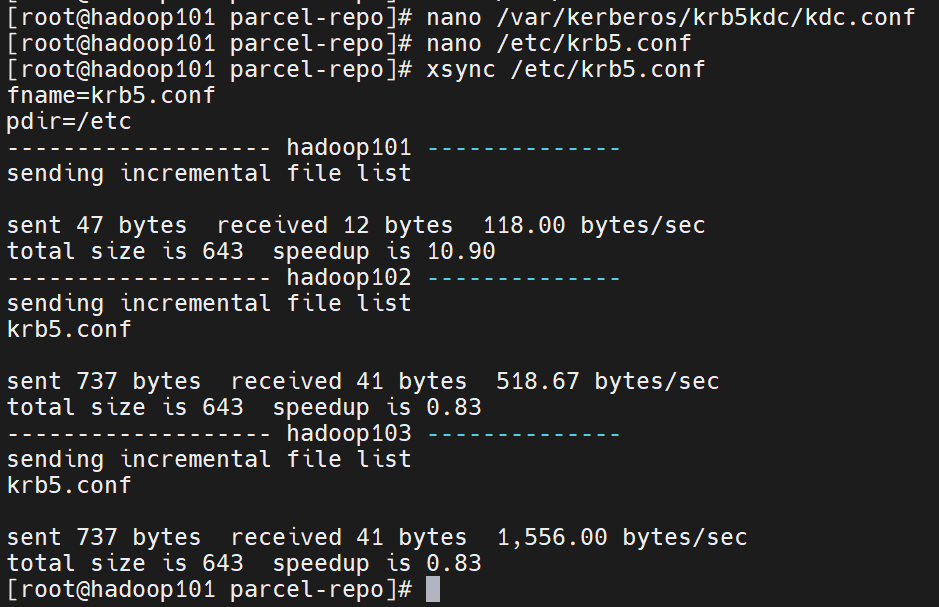 [root@hadoop101 parcel-repo]# nano /var/kerberos/krb5kdc/kdc.conf
[root@hadoop101 parcel-repo]# nano /etc/krb5.conf
[root@hadoop101 parcel-repo]# xsync /etc/krb5.conf
fname=krb5.conf
pdir=/etc
------------------- hadoop101 --------------
sending incremental file list

sent 47 bytes  received 12 bytes  118.00 bytes/sec
total size is 643  speedup is 10.90
------------------- hadoop102 --------------
sending incremental file list
krb5.conf

sent 737 bytes  received 41 bytes  518.67 bytes/sec
total size is 643  speedup is 0.83
------------------- hadoop103 --------------
sending incremental file list
krb5.conf

sent 737 bytes  received 41 bytes  1,556.00 bytes/sec
total size is 643  speedup is 0.83
[root@hadoop101 parcel-repo]#